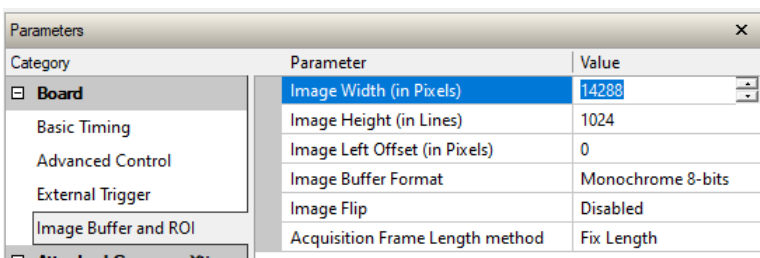 Parameters
Category Parameter Value
Board Image Width (in Pixels) 14288
Basic Timing Image Height (in Lines) 1024
Advanced Control Image Left Offset (in Pixels) 0
External Trigger Image Buffer Format Monochrome 8-bits
Image Flip Disabled
Image Buffer and ROI Acquisition Frame Length method Fix Length